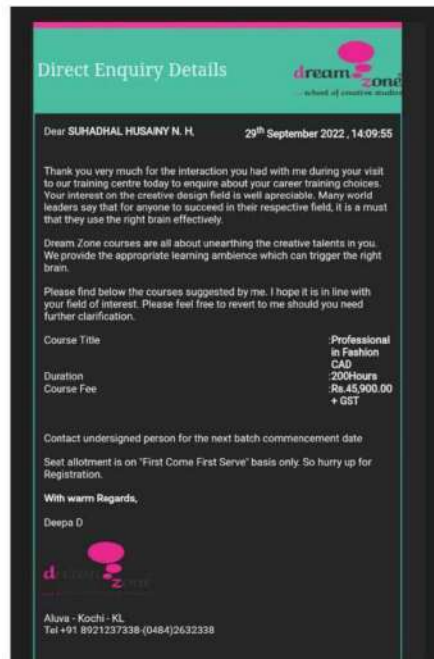 Direct Enquiry Details
dream zone
... school of creative studies
Dear SUHADHAL HUSAINY N. H,
29th September 2022 , 14:09:55
Thank you very much for the interaction you had with me during your visit
to our training centre today to enquire about your career training choices.
Your interest on the creative design field is well apreciable. Many world
leaders say that for anyone to succeed in their respective field, it is a must
that they use the right brain effectively.
Dream Zone courses are all about unearthing the creative talents in you.
We provide the appropriate learning ambience which can trigger the right
brain.
Please find below the courses suggested by me. I hope it is in line with
your field of interest. Please feel free to revert to me should you need
further clarification.
Course Title :Professional
in Fashion
CAD
Duration :200Hours
Course Fee :Rs.45,900.00
+ GST
Contact undersigned person for the next batch commencement date
Seat allotment is on "First Come First Serve" basis only. So hurry up for
Registration.
With warm Regards,
Deepa D
dream zone
Aluva - Kochi - KL
Tel +91 8921237338-(0484)2632338